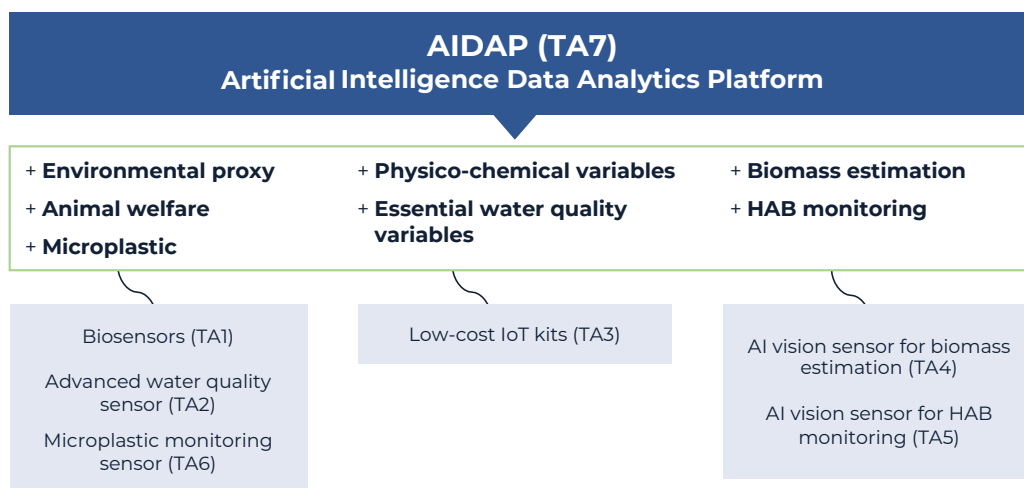 AIDAP (TA7)
Artificial Intelligence Data Analytics Platform
+ Environmental proxy
+ Animal welfare
+ Microplastic
+ Physico-chemical variables
+ Essential water quality
variables
+ Biomass estimation
+ HAB monitoring
Biosensors (TA1)
Advanced water quality
sensor (TA2)
Microplastic monitoring
sensor (TA6)
Low-cost IoT kits (TA3)
AI vision sensor for biomass
estimation (TA4)
AI vision sensor for HAB
monitoring (TA5)